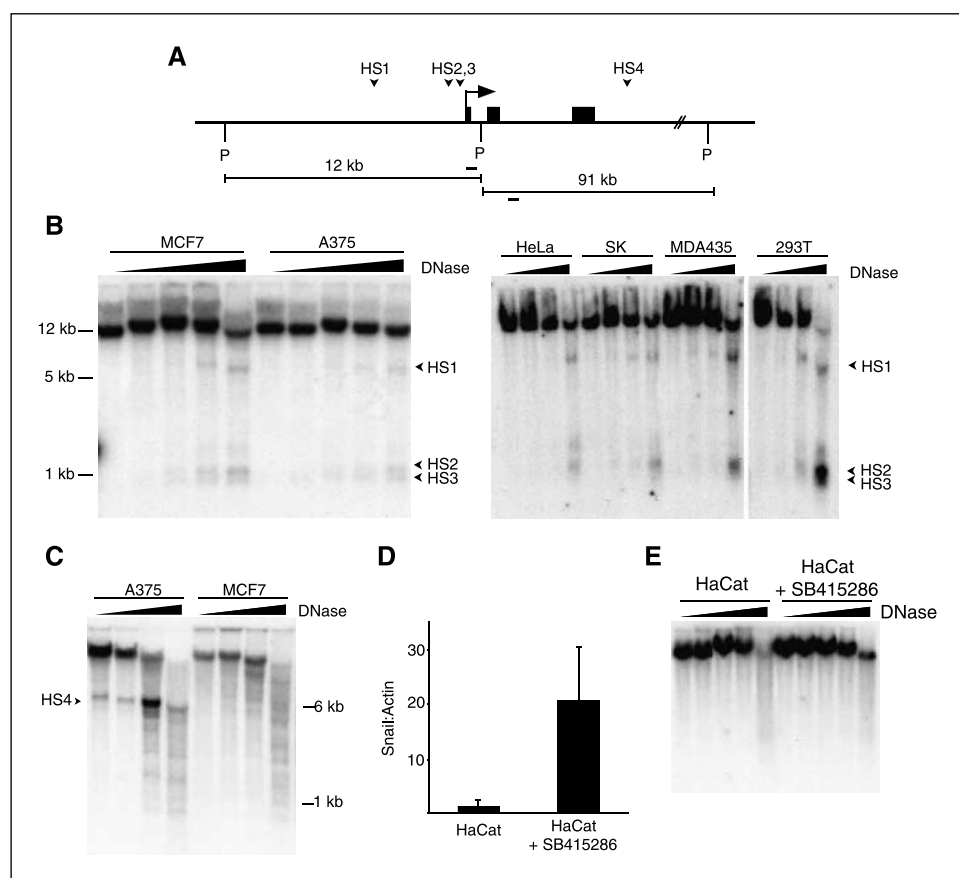 A
HS1 HS2,3 HS4
P P P
12 kb
91 kb
B
MCF7 A375
DNase
12 kb
5 kb
1 kb
HS1
HS2
HS3
HeLa SK MDA435 293T
DNase
HS1
HS2
HS3
C
A375 MCF7
DNase
HS4
6 kb
1 kb
D
Snail:Actin
30
20
10
HaCat
HaCat
+ SB415286
E
HaCat
HaCat
+ SB415286
DNase